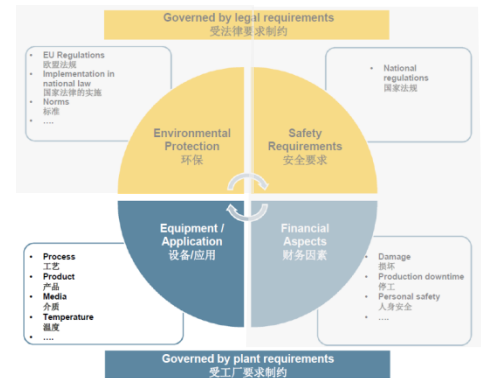 Governed by legal requirements
受法律要求制约
• EU Regulations
欧盟法规
• Implementation in
national law
国家法律的实施
• Norms
标准
• ....
• National
regulations
国家法规
Environmental
Protection
环保
Safety
Requirements
安全要求
Equipment /
Application
设备/应用
Financial
Aspects
财务因素
• Process
工艺
• Product
产品
• Media
介质
• Temperature
温度
• ....
• Damage
损坏
• Production downtime
停工
• Personal safety
人身安全
• ....
Governed by plant requirements
受工厂要求制约